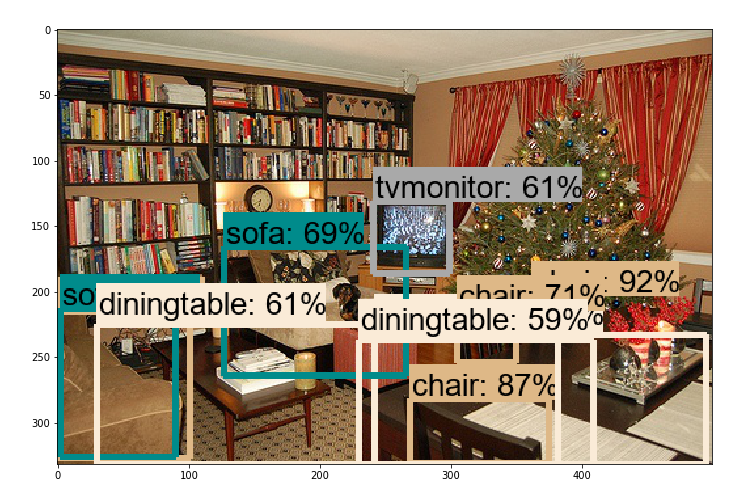 0
50
100
150
200
250
300
tvmonitor: 61%
sofa: 69%
so
: 92%
chair: 71%
diningtable: 61%
diningtable: 59%
chair: 87%
0
100
200
300
400